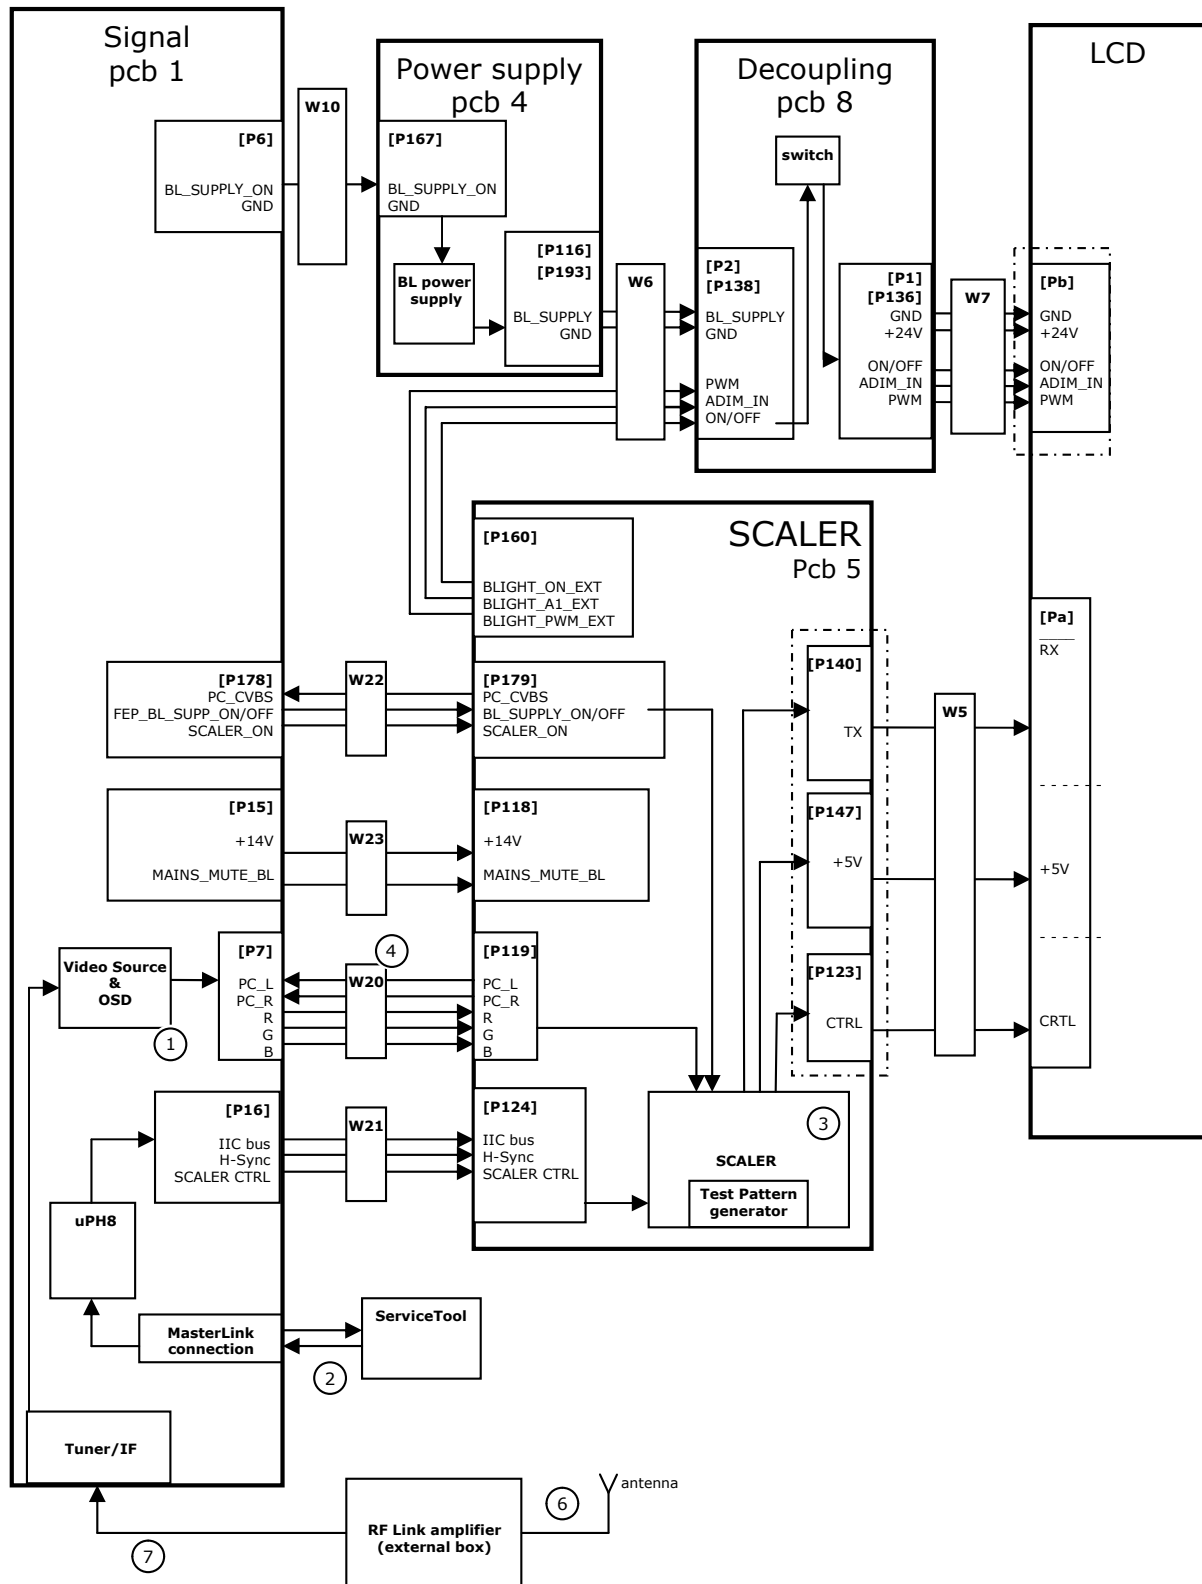 Signal
pcb 1
[P6]
BL_SUPPLY_ON
GND
W10
Power supply
pcb 4
[P167]
BL_SUPPLY_ON
GND
BL power
supply
[P116]
[P193]
BL_SUPPLY
GND
W6
Decoupling
pcb 8
switch
[P2]
[P138]
BL_SUPPLY
GND
PWM
ADIM_IN
ON/OFF
[P1]
[P136]
GND
+24V
ON/OFF
ADIM_IN
PWM
W7
LCD
[Pb]
GND
+24V
ON/OFF
ADIM_IN
PWM
SCALER
Pcb 5
[P160]
BLIGHT_ON_EXT
BLIGHT_A1_EXT
BLIGHT_PWM_EXT
[P178]
PC_CVBS
FEP_BL_SUPP_ON/OFF
SCALER_ON
W22
[P179]
PC_CVBS
BL_SUPPLY_ON/OFF
SCALER_ON
[P140]
TX
W5
[Pa]
RX
[P15]
+14V
MAINS_MUTE_BL
W23
[P118]
+14V
MAINS_MUTE_BL
[P147]
+5V
+5V
Video Source
&
OSD
1
[P7]
PC_L
PC_R
R
G
B
4
W20
[P119]
PC_L
PC_R
R
G
B
[P123]
CTRL
CRTL
[P16]
IIC bus
H-Sync
SCALER CTRL
W21
[P124]
IIC bus
H-Sync
SCALER CTRL
3
SCALER
Test Pattern
generator
uPH8
MasterLink
connection
2
ServiceTool
Tuner/IF
7
RF Link amplifier
(external box)
6
antenna